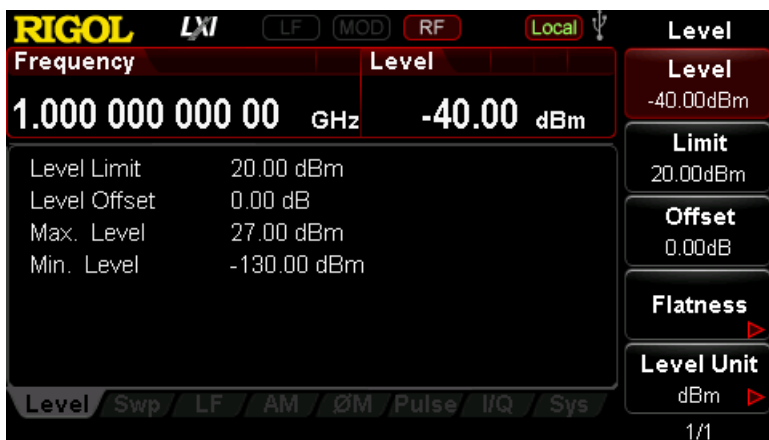 RIGOL LXI LF MOD RF Local Level
Frequency Level
1.000 000 000 00 GHz -40.00 dBm
Level
-40.00dBm
Limit
20.00dBm
Offset
0.00dB
Flatness
Level Unit
dBm
1/1
Level Limit 20.00 dBm
Level Offset 0.00 dB
Max. Level 27.00 dBm
Min. Level -130.00 dBm
Level Swp LF AM ØM Pulse I/Q Sys